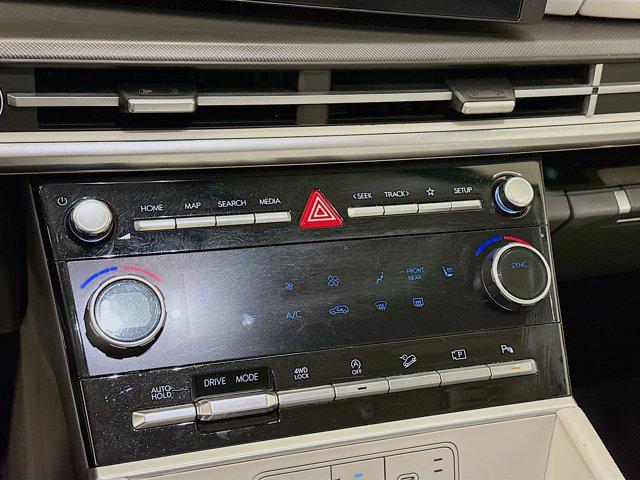 HOME MAP SEARCH MEDIA <SEEK TRACK> SETUP
SYNC
FRONT
REAR
A/C
AUTO
HOLD
DRIVE MODE
4WD
LOCK
A
OFF
P